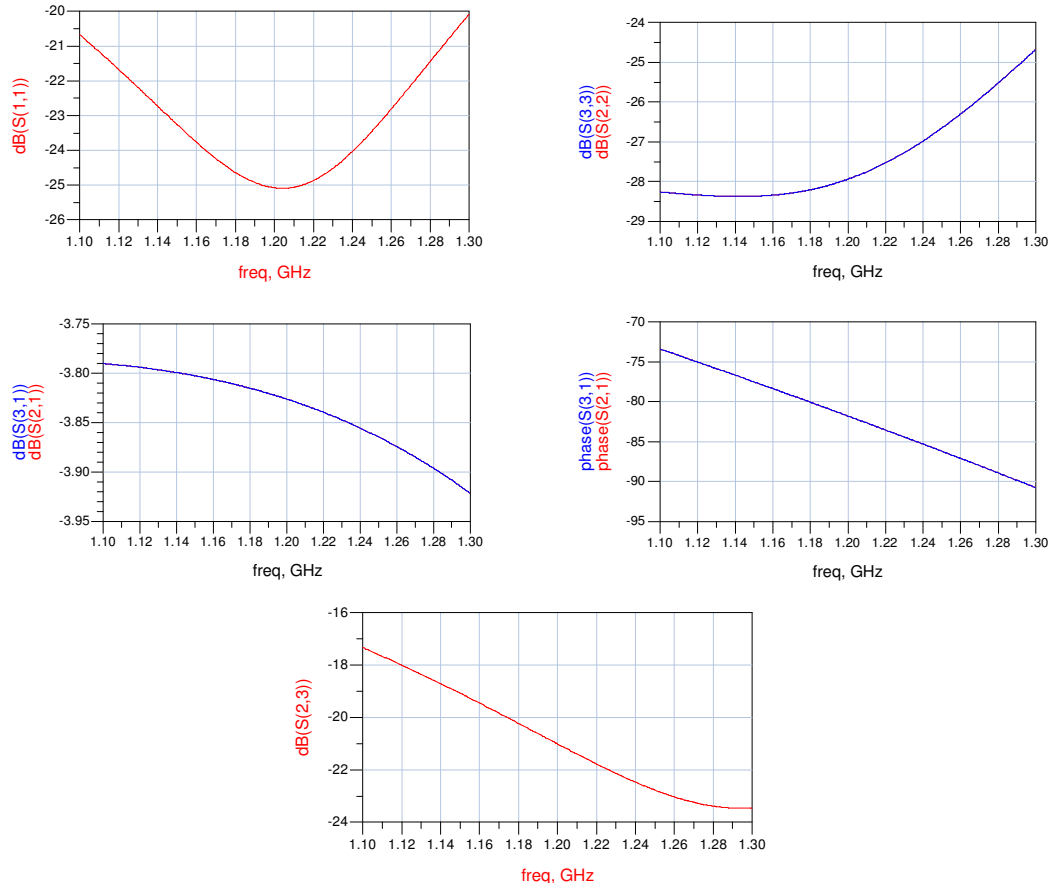 dB(S(1,1))
-20
-21
-22
-23
-24
-25
-26
1.10 1.12 1.14 1.16 1.18 1.20 1.22 1.24 1.26 1.28 1.30
freq, GHz
dB(S(3,3))
dB(S(2,2))
-24
-25
-26
-27
-28
-29
1.10 1.12 1.14 1.16 1.18 1.20 1.22 1.24 1.26 1.28 1.30
freq, GHz
dB(S(3,1))
dB(S(2,1))
-3.75
-3.80
-3.85
-3.90
-3.95
1.10 1.12 1.14 1.16 1.18 1.20 1.22 1.24 1.26 1.28 1.30
freq, GHz
phase(S(3,1))
phase(S(2,1))
-70
-75
-80
-85
-90
-95
1.10 1.12 1.14 1.16 1.18 1.20 1.22 1.24 1.26 1.28 1.30
freq, GHz
dB(S(2,3))
-16
-18
-20
-22
-24
1.10 1.12 1.14 1.16 1.18 1.20 1.22 1.24 1.26 1.28 1.30
freq, GHz